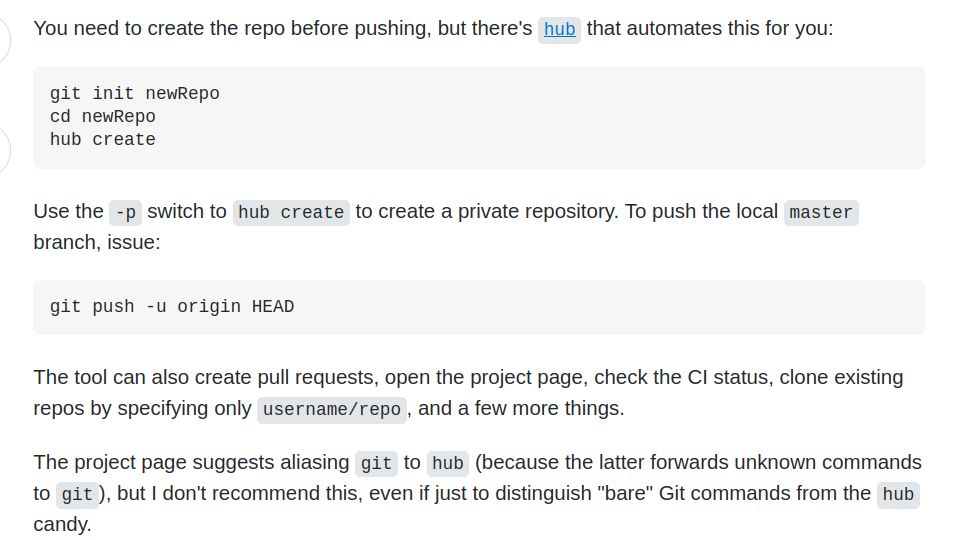 You need to create the repo before pushing, but there's hub that automates this for you:
git init newRepo
cd newRepo
hub create
Use the -p switch to hub create to create a private repository. To push the local master
branch, issue:
git push -u origin HEAD
The tool can also create pull requests, open the project page, check the CI status, clone existing
repos by specifying only username/repo, and a few more things.
The project page suggests aliasing git to hub (because the latter forwards unknown commands
to git), but I don't recommend this, even if just to distinguish "bare" Git commands from the hub
candy.